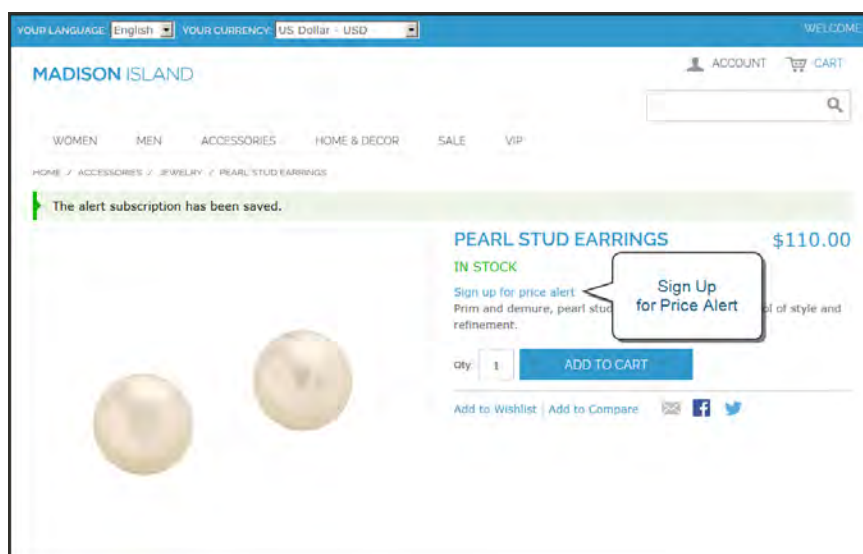 YOUR LANGUAGE: English YOUR CURRENCY: US Dollar - USD WELCOME
MADISON ISLAND
ACCOUNT CART
WOMEN MEN ACCESSORIES HOME & DECOR SALE VIP
HOME / ACCESSORIES / JEWELRY / PEARL STUD EARRINGS
The alert subscription has been saved.
PEARL STUD EARRINGS $110.00
IN STOCK
Sign up for price alert
Sign Up
for Price Alert
Prim and demure, pearl stud ol of style and
refinement.
Qty: 1 ADD TO CART
Add to Wishlist | Add to Compare